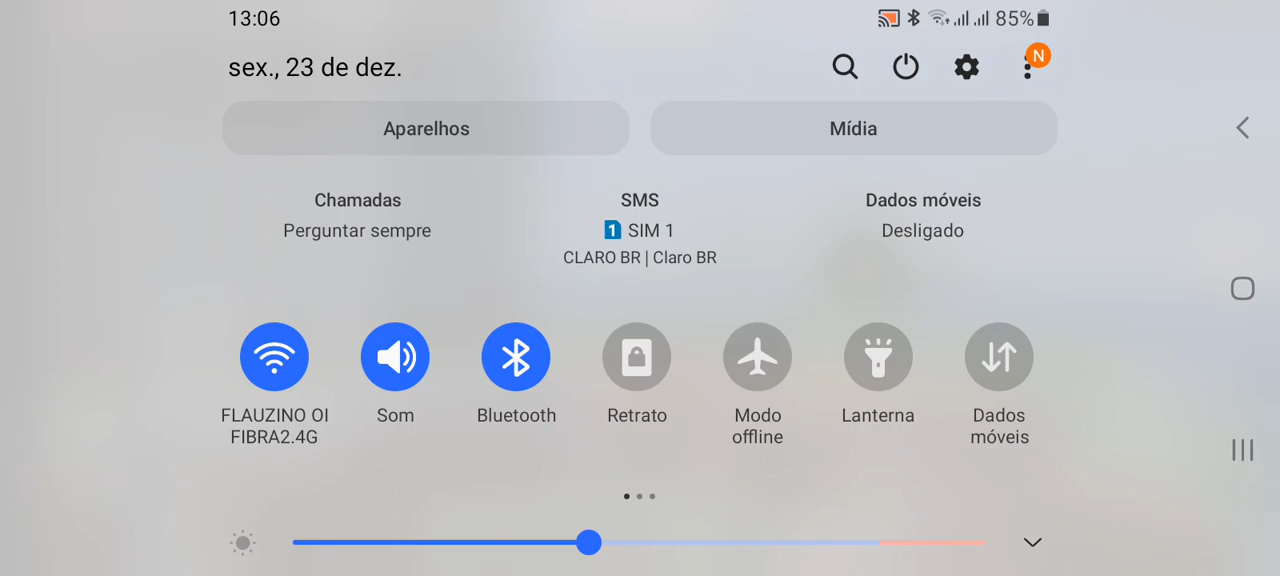 13:06
85%
sex., 23 de dez.
N
Aparelhos
Mídia
Chamadas
Perguntar sempre
SMS
1 SIM 1
CLARO BR | Claro BR
Dados móveis
Desligado
FLAUZINO OI
FIBRA2.4G
Som
Bluetooth
Retrato
Modo
offline
Lanterna
Dados
móveis